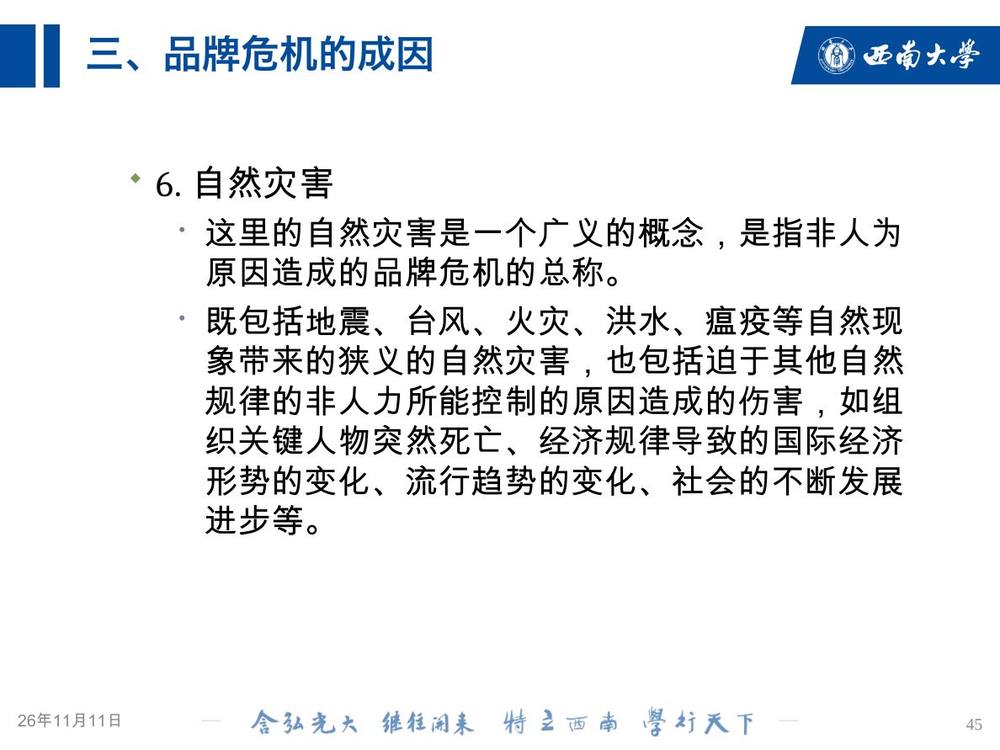 三、品牌危机的成因
西南大学
6. 自然灾害
这里的自然灾害是一个广义的概念，是指非人为
原因造成的品牌危机的总称。
既包括地震、台风、火灾、洪水、瘟疫等自然现
象带来的狭义的自然灾害，也包括迫于其他自然
规律的非人力所能控制的原因造成的伤害，如组
织关键人物突然死亡、经济规律导致的国际经济
形势的变化、流行趋势的变化、社会的不断发展
进步等。
26年11月11日
含弘光大 继往开来 特立西南 學行天下
45